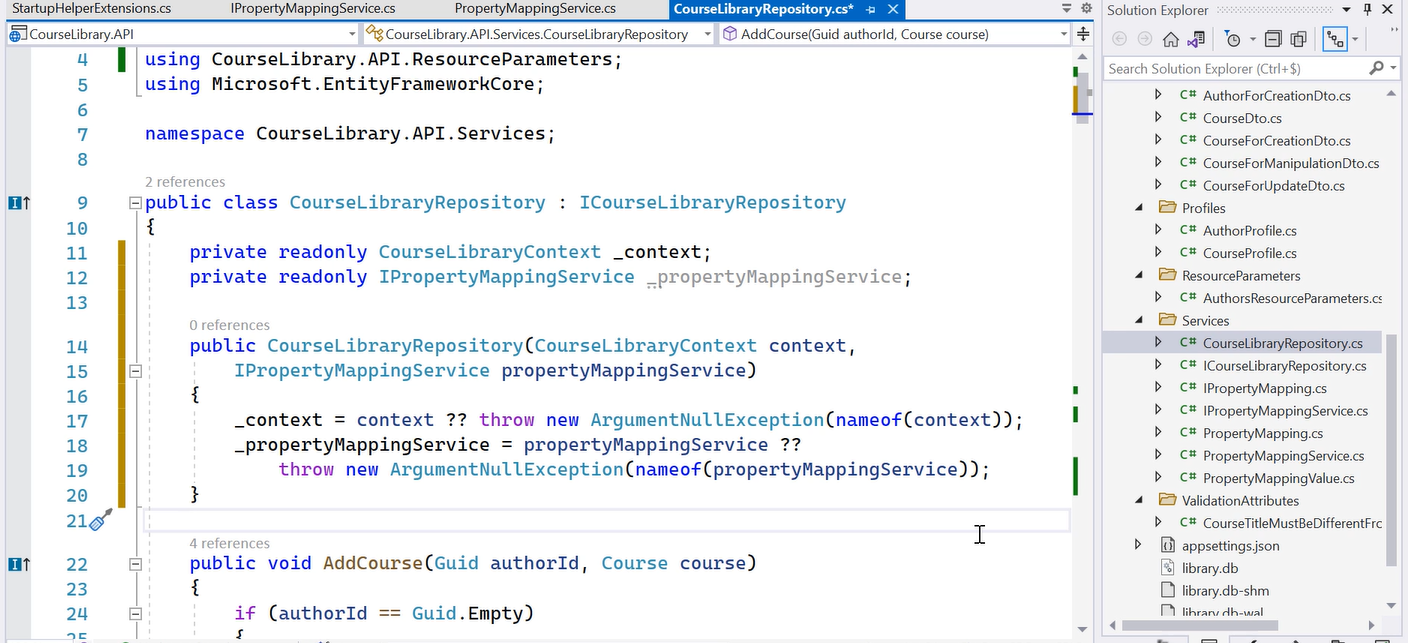 StartupHelperExtensions.cs IPropertyMappingService.cs PropertyMappingService.cs CourseLibraryRepository.cs*
CourseLibrary.API CourseLibrary.API.Services.CourseLibraryRepository AddCourse(Guid authorId, Course course)
4 using CourseLibrary.API.ResourceParameters;
5 using Microsoft.EntityFrameworkCore;
6
7 namespace CourseLibrary.API.Services;
8
2 references
9 public class CourseLibraryRepository : ICourseLibraryRepository
10 {
11 private readonly CourseLibraryContext _context;
12 private readonly IPropertyMappingService _propertyMappingService;
13
0 references
14 public CourseLibraryRepository(CourseLibraryContext context,
15 IPropertyMappingService propertyMappingService)
16 {
17 _context = context ?? throw new ArgumentNullException(nameof(context));
18 _propertyMappingService = propertyMappingService ??
19 throw new ArgumentNullException(nameof(propertyMappingService));
20 }
21
4 references
22 public void AddCourse(Guid authorId, Course course)
23 {
24 if (authorId == Guid.Empty)
25 {
Solution Explorer
Search Solution Explorer (Ctrl+$)
C# AuthorForCreationDto.cs
C# CourseDto.cs
C# CourseForCreationDto.cs
C# CourseForManipulationDto.cs
C# CourseForUpdateDto.cs
Profiles
C# AuthorProfile.cs
C# CourseProfile.cs
ResourceParameters
C# AuthorsResourceParameters.cs
Services
C# CourseLibraryRepository.cs
C# ICourseLibraryRepository.cs
C# IPropertyMapping.cs
C# IPropertyMappingService.cs
C# PropertyMapping.cs
C# PropertyMappingService.cs
C# PropertyMappingValue.cs
ValidationAttributes
C# CourseTitleMustBeDifferentFrc
appsettings.json
library.db
library.db-shm
library.db-wal